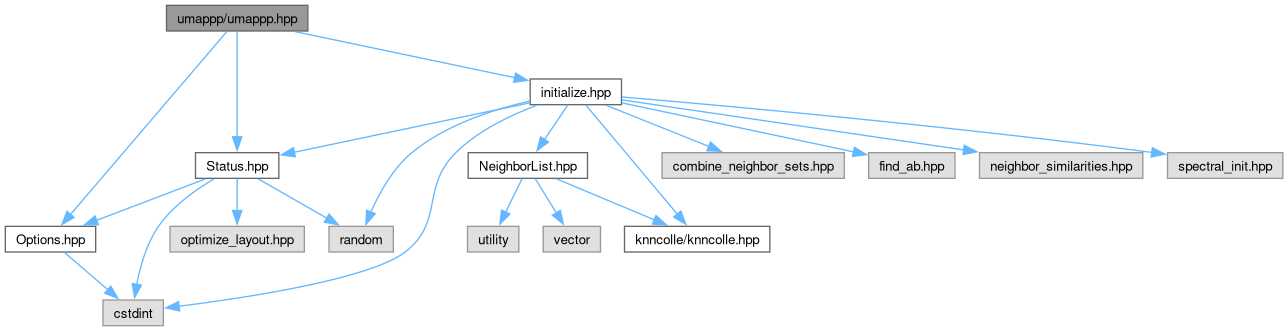 umappp/umappp.hpp
initialize.hpp
Status.hpp
NeighborList.hpp
combine_neighbor_sets.hpp
find_ab.hpp
neighbor_similarities.hpp
spectral_init.hpp
Options.hpp
optimize_layout.hpp
random
utility
vector
knncolle/knncolle.hpp
cstdint